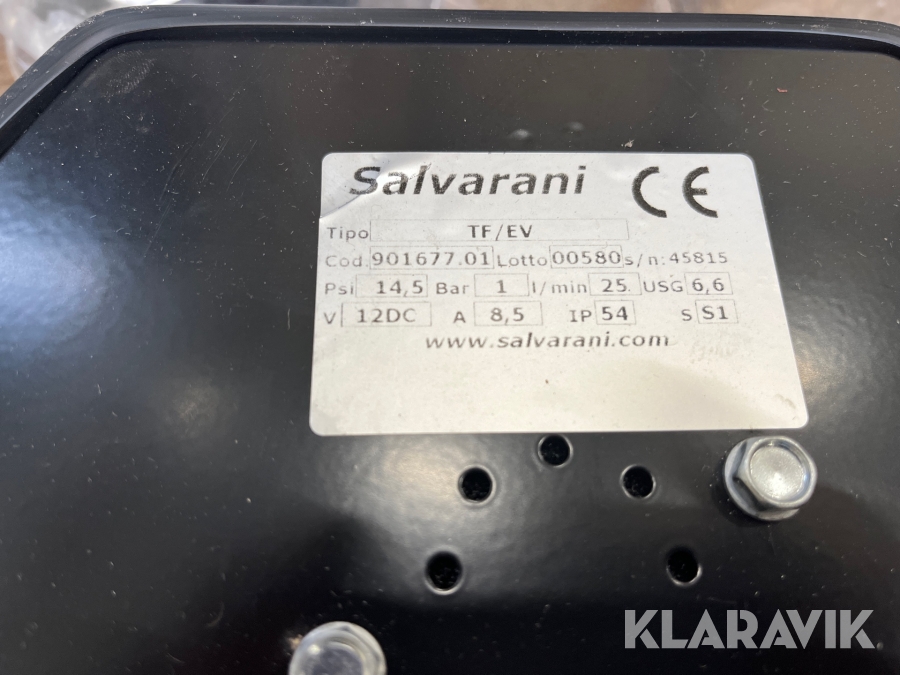 Salvarani CE
Tipo TF/EV
Cod. 901677.01 Lotto 00580 s/n: 45815
Psi 14,5 Bar 1 l/min 25. USG 6,6
V 12DC A 8,5 IP 54 S S1
www.salvarani.com
KLARAVIK